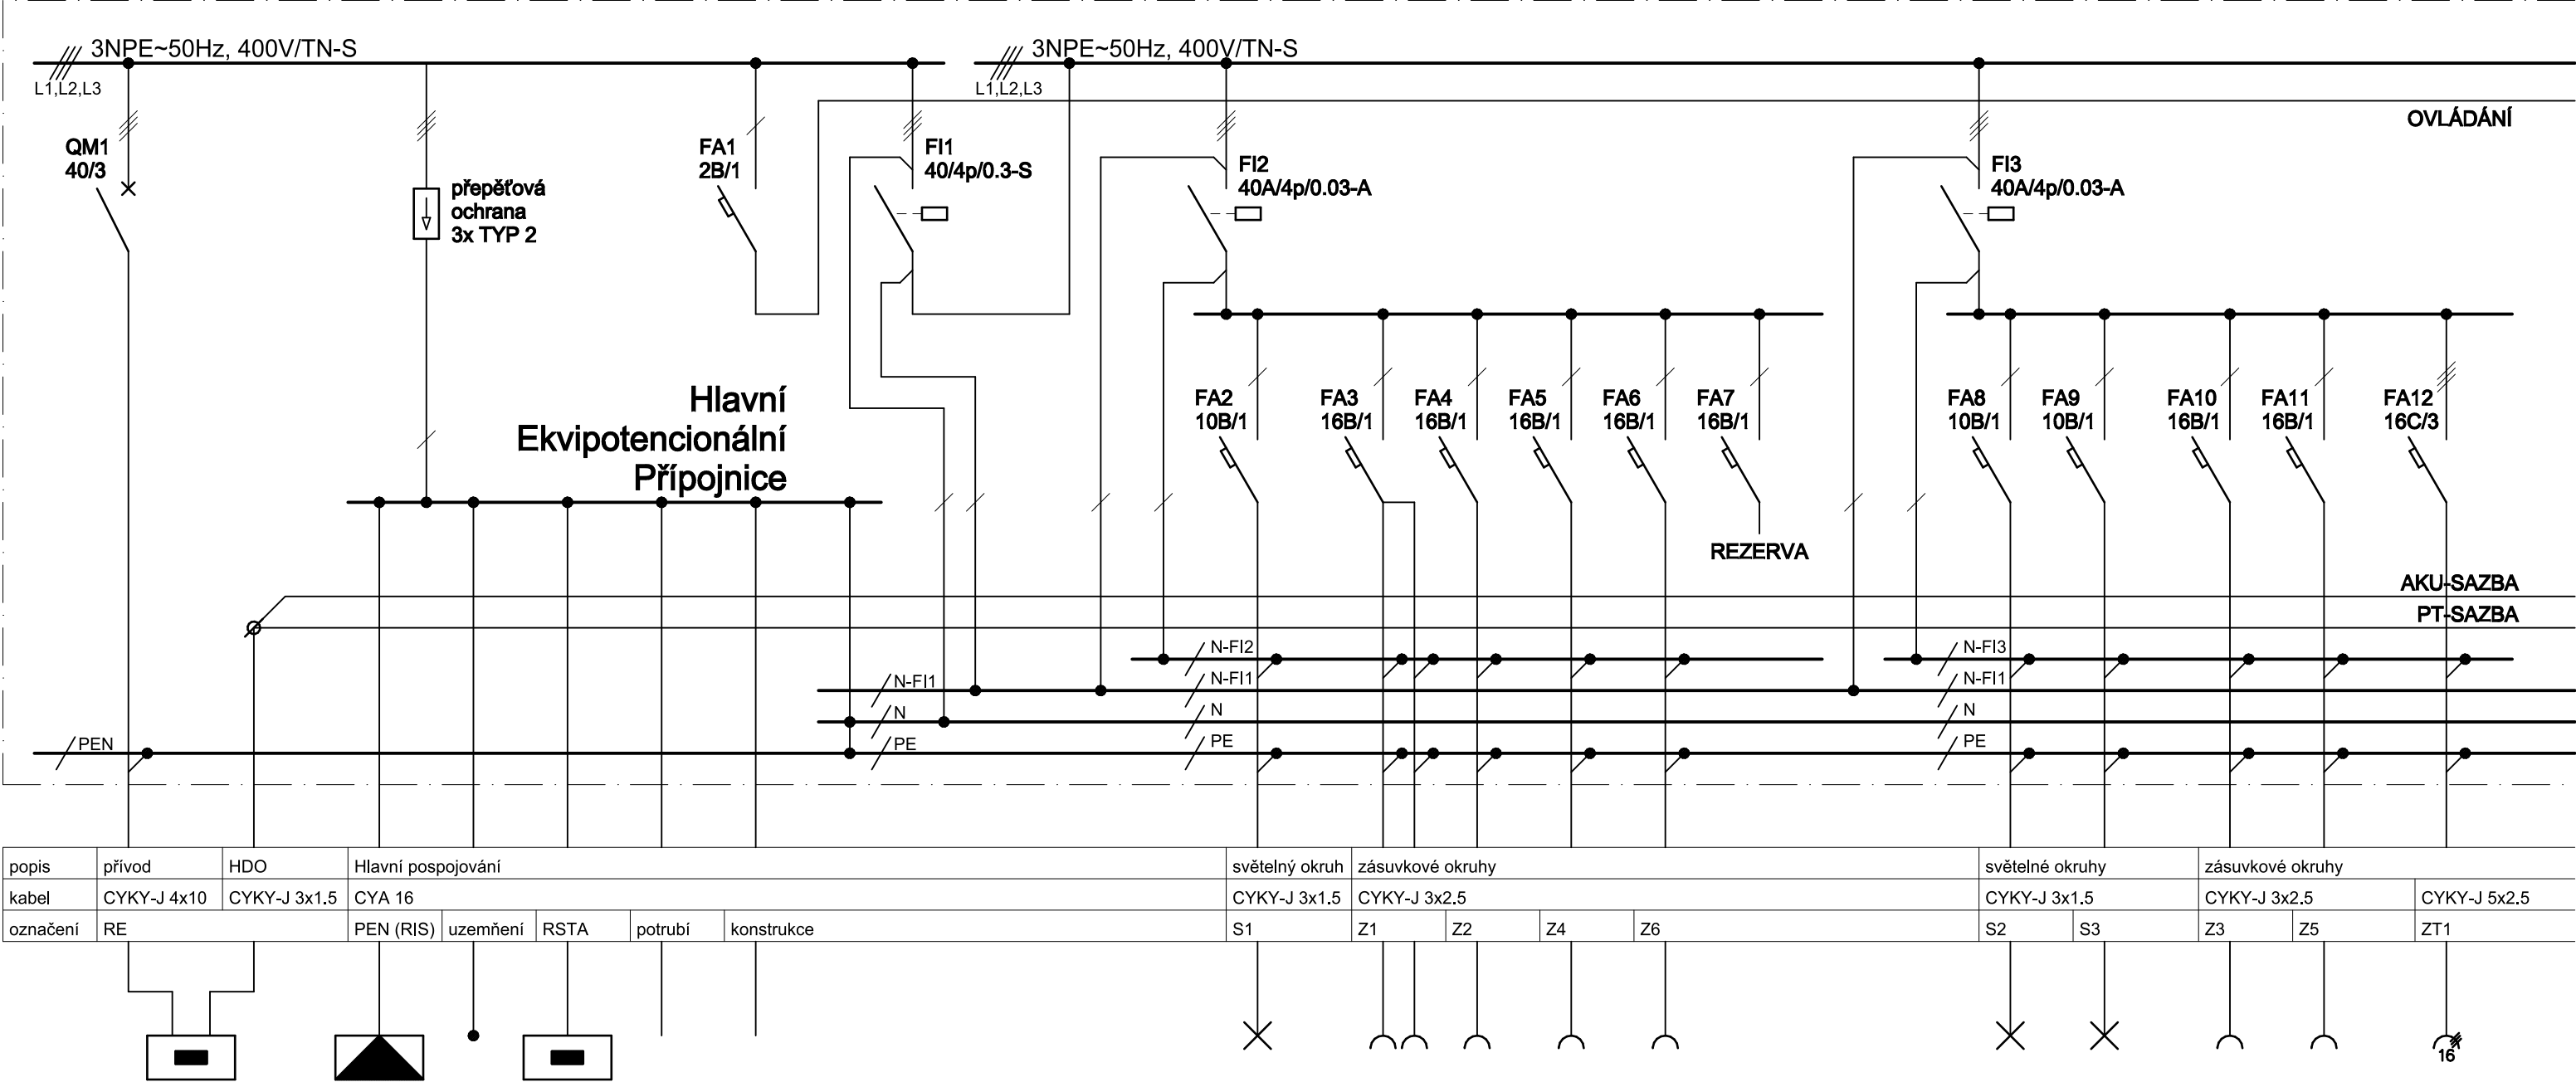 3NPE~50Hz, 400V/TN-S
3NPE~50Hz, 400V/TN-S
L1,L2,L3
L1,L2,L3
OVLÁDÁNÍ
QM1
40/3
přepěťová
ochrana
3x TYP 2
FA1
2B/1
FI1
40/4p/0.3-S
FI2
40A/4p/0.03-A
FI3
40A/4p/0.03-A
Hlavní
Ekvipotencionální
Přípojnice
FA2
10B/1
FA3
16B/1
FA4
16B/1
FA5
16B/1
FA6
16B/1
FA7
16B/1
REZERVA
FA8
10B/1
FA9
10B/1
FA10
16B/1
FA11
16B/1
FA12
16C/3
AKU-SAZBA
PT-SAZBA
N-FI2
N-FI3
N-FI1
N-FI1
N-FI1
N
N
N
PEN
PE
PE
PE
popis přívod HDO Hlavní pospojování světelný okruh zásuvkové okruhy světelné okruhy zásuvkové okruhy
kabel CYKY-J 4x10 CYKY-J 3x1.5 CYA 16 CYKY-J 3x1.5 CYKY-J 3x2.5 CYKY-J 3x1.5 CYKY-J 3x2.5 CYKY-J 5x2.5
označení RE PEN (RIS) uzemňení RSTA potrubí konstrukce S1 Z1 Z2 Z4 Z6 S2 S3 Z3 Z5 ZT1
16